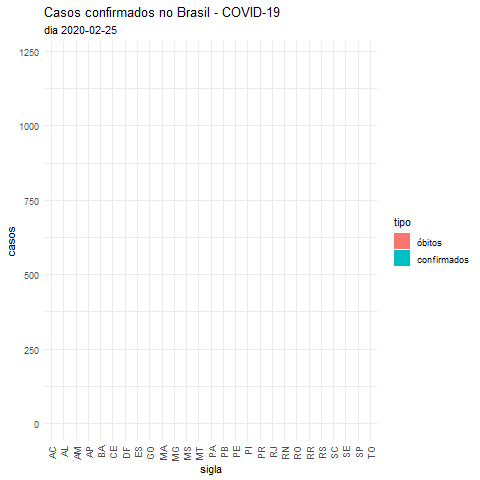 Casos confirmados no Brasil - COVID-19
dia 2020-02-25
1250
1000
750
500
250
0
casos
AC AL AM AP BA CE DF ES GO MA MG MS MT PA PB PE PI PR RJ RN RO RR RS SC SE SP TO
sigla
tipo
óbitos
confirmados